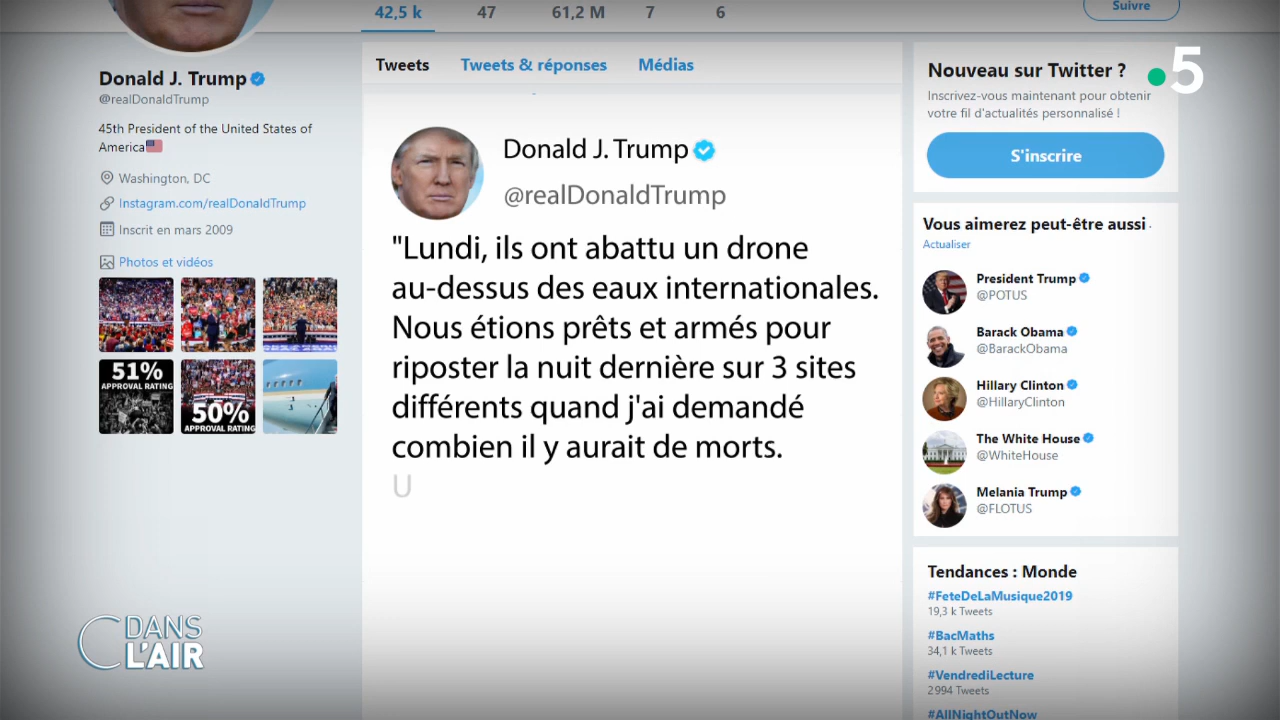 42,5 k
47
61,2 M
7
6
Suivre
Donald J. Trump
@realDonaldTrump
45th President of the United States of
America
Washington, DC
Instagram.com/realDonaldTrump
Inscrit en mars 2009
Photos et vidéos
51%
APPROVAL RATING
50%
APPROVAL RATING
Tweets
Tweets & réponses
Médias
Donald J. Trump
@realDonaldTrump
"Lundi, ils ont abattu un drone
au-dessus des eaux internationales.
Nous étions prêts et armés pour
riposter la nuit dernière sur 3 sites
différents quand j'ai demandé
combien il y aurait de morts.
U
Nouveau sur Twitter ?
Inscrivez-vous maintenant pour obtenir
votre fil d'actualités personnalisé !
S'inscrire
5
Vous aimerez peut-être aussi ·
Actualiser
President Trump
@POTUS
Barack Obama
@BarackObama
Hillary Clinton
@HillaryClinton
The White House
@WhiteHouse
Melania Trump
@FLOTUS
Tendances : Monde
#FeteDeLaMusique2019
19,3 k Tweets
#BacMaths
34,1 k Tweets
#VendrediLecture
2 994 Tweets
#AllNightOutNow
C DANS
L'AIR